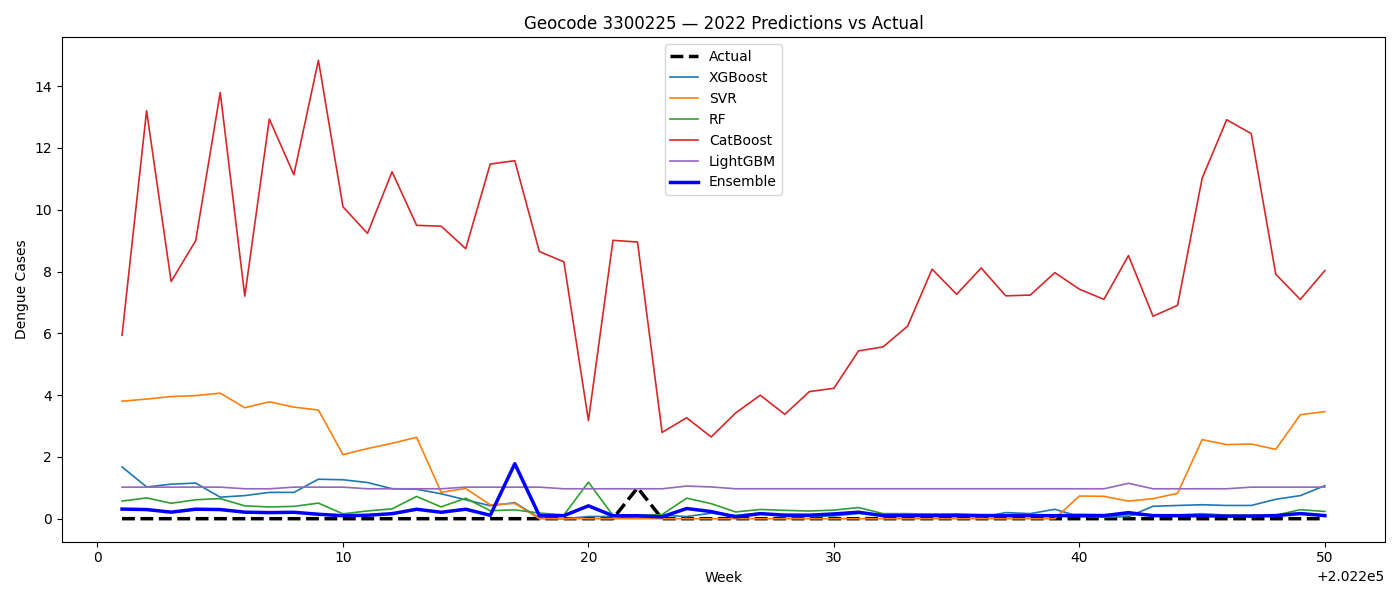 Geocode 3300225 — 2022 Predictions vs Actual
Actual
XGBoost
SVR
RF
CatBoost
LightGBM
Ensemble
Dengue Cases
14
12
10
8
6
4
2
0
0 10 20 30 40 50
Week
+2.022e5